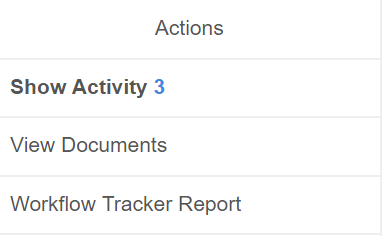 Actions
Show Activity 3
View Documents
Workflow Tracker Report